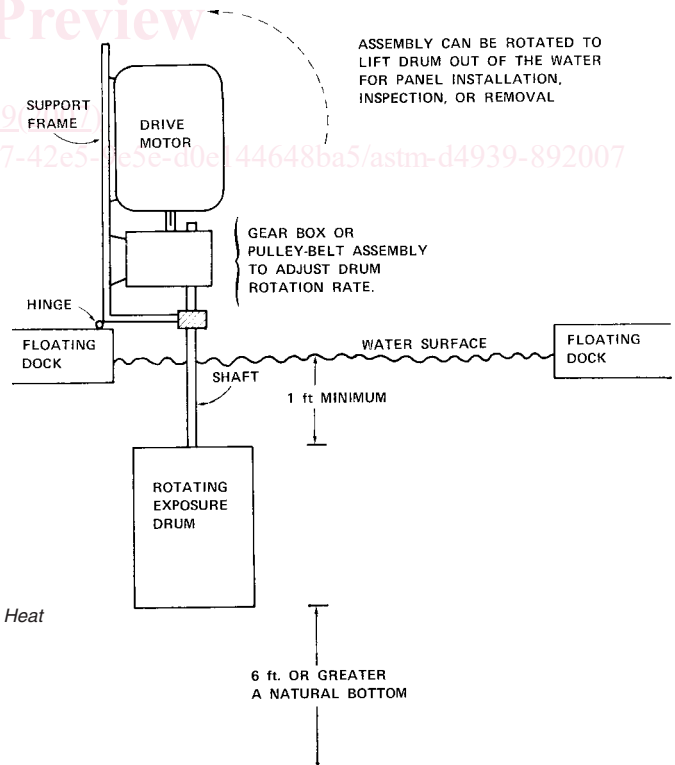 Preview
ASSEMBLY CAN BE ROTATED TO
LIFT DRUM OUT OF THE WATER
FOR PANEL INSTALLATION,
INSPECTION, OR REMOVAL
SUPPORT
FRAME
DRIVE
MOTOR
7-42e5-
-d0e144648ba5/astm-d4939-892007
GEAR BOX OR
PULLEY-BELT ASSEMBLY
TO ADJUST DRUM
ROTATION RATE.
HINGE
FLOATING
DOCK
WATER SURFACE
FLOATING
DOCK
SHAFT
1 ft MINIMUM
ROTATING
EXPOSURE
DRUM
Heat
6 ft. OR GREATER
A NATURAL BOTTOM